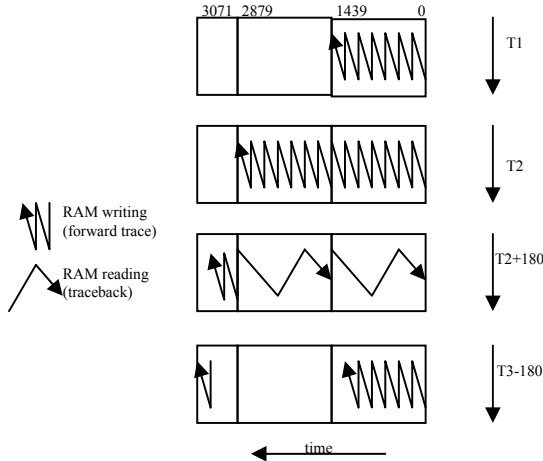 3071 2879 1439 0
T1
T2
RAM writing
(forward trace)
RAM reading
(traceback)
T2+180
T3-180
time